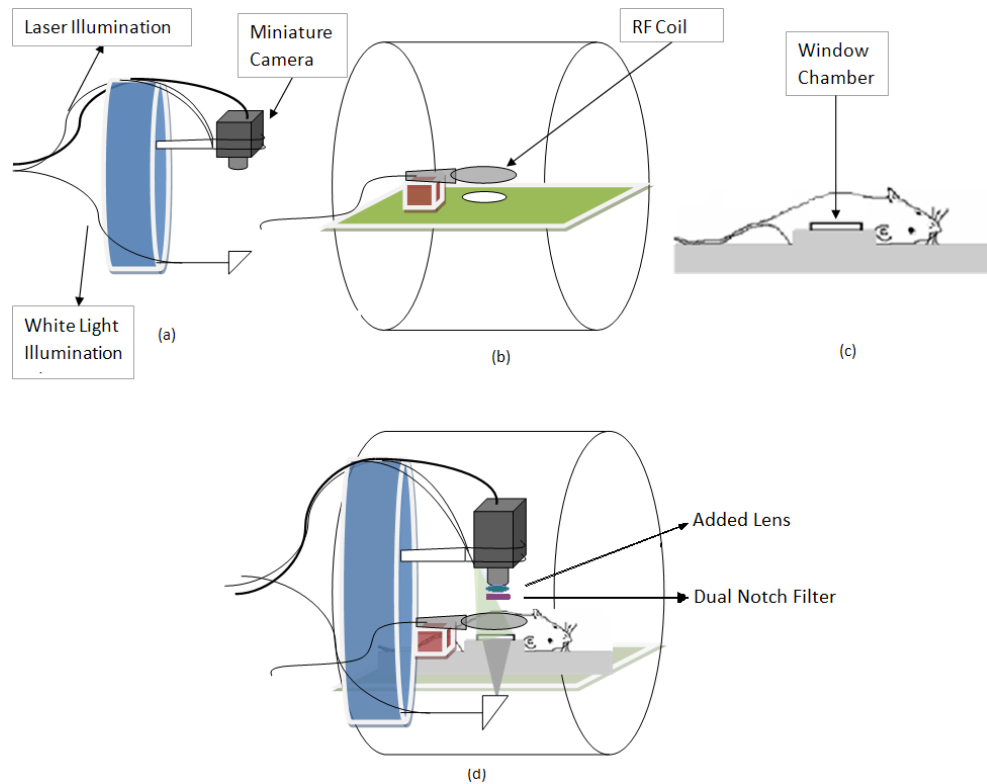 Laser Illumination
Miniature
Camera
RF Coil
Window
Chamber
White Light
Illumination
(a)
(b)
(c)
Added Lens
Dual Notch Filter
(d)